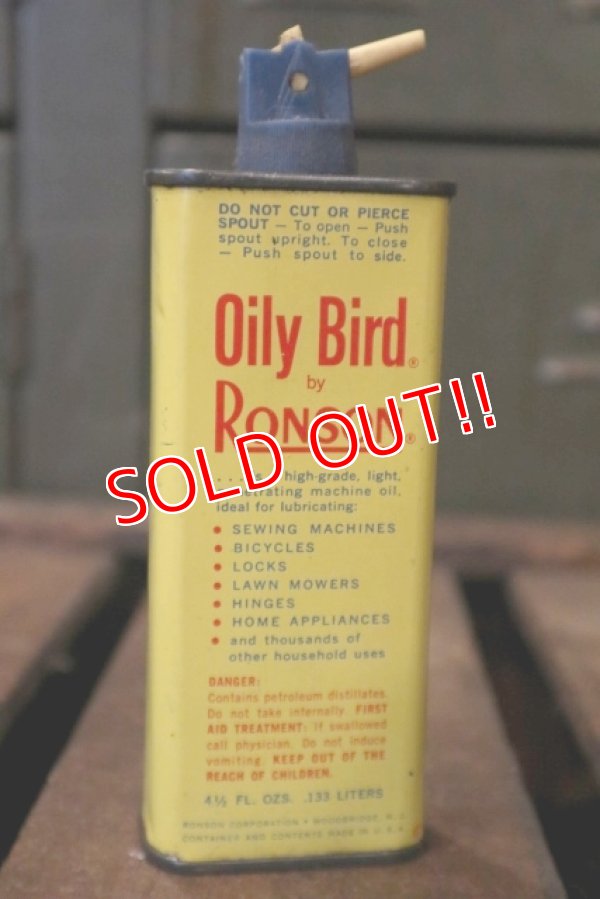 DO NOT CUT OR PIERCE
SPOUT — To open — Push
spout upright. To close
— Push spout to side.
Oily Bird®
by
RONSON®
SOLD OUT!!
high-grade, light,
machine oil,
ideal for lubricating:
• SEWING MACHINES
• BICYCLES
• LOCKS
• LAWN MOWERS
• HINGES
• HOME APPLIANCES
• and thousands of
other household uses
DANGER:
Contains petroleum distillates.
Do not take internally. FIRST
AID TREATMENT: If swallowed
call physician. Do not induce
vomiting. KEEP OUT OF THE
REACH OF CHILDREN.
4½ FL. OZS. .133 LITERS
RONSON CORPORATION • WOODBRIDGE, N.J.
CONTAINER AND CONTENTS MADE IN U.S.A.